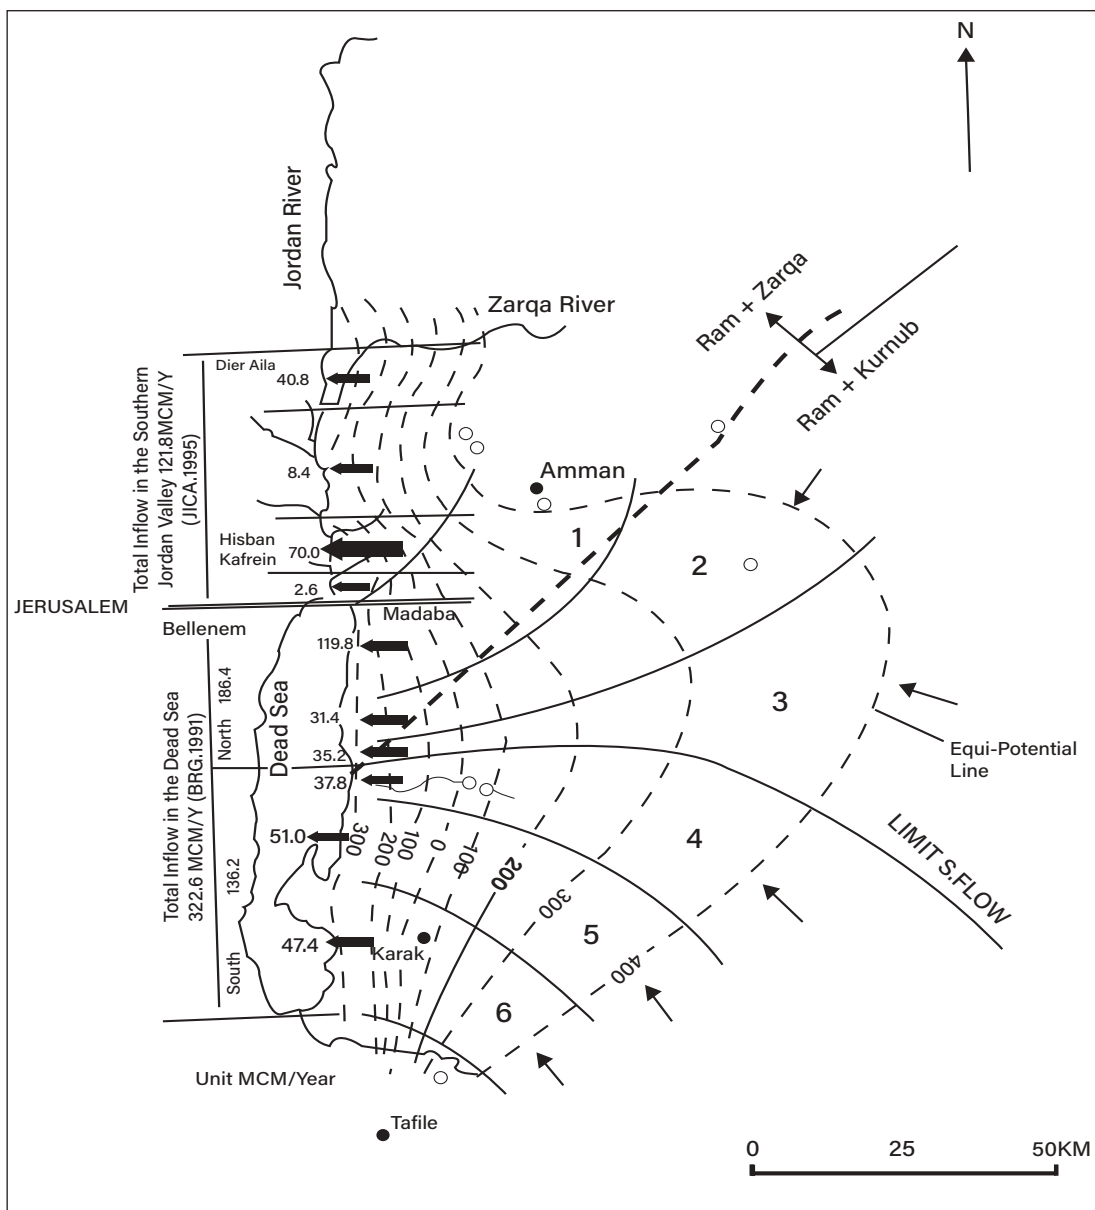 N
Jordan River
Zarqa River
Ram + Zarqa
Ram + Kurnub
Dier Aila
40.8
Total Inflow in the Southern
Jordan Valley 121.8MCM/Y
(JICA.1995)
8.4
Amman
1
2
Hisban
Kafrein
70.0
2.6
JERUSALEM
Madaba
Bellenem
119.8
3
31.4
35.2
37.8
Equi-Potential
Line
Total Inflow in the Dead Sea
322.6 MCM/Y (BRG.1991)
North 186.4
Dead Sea
51.0
300
200
100
0
100
200
300
400
4
LIMIT S.FLOW
136.2
South
5
47.4
Karak
6
Unit MCM/Year
Tafile
0 25 50KM